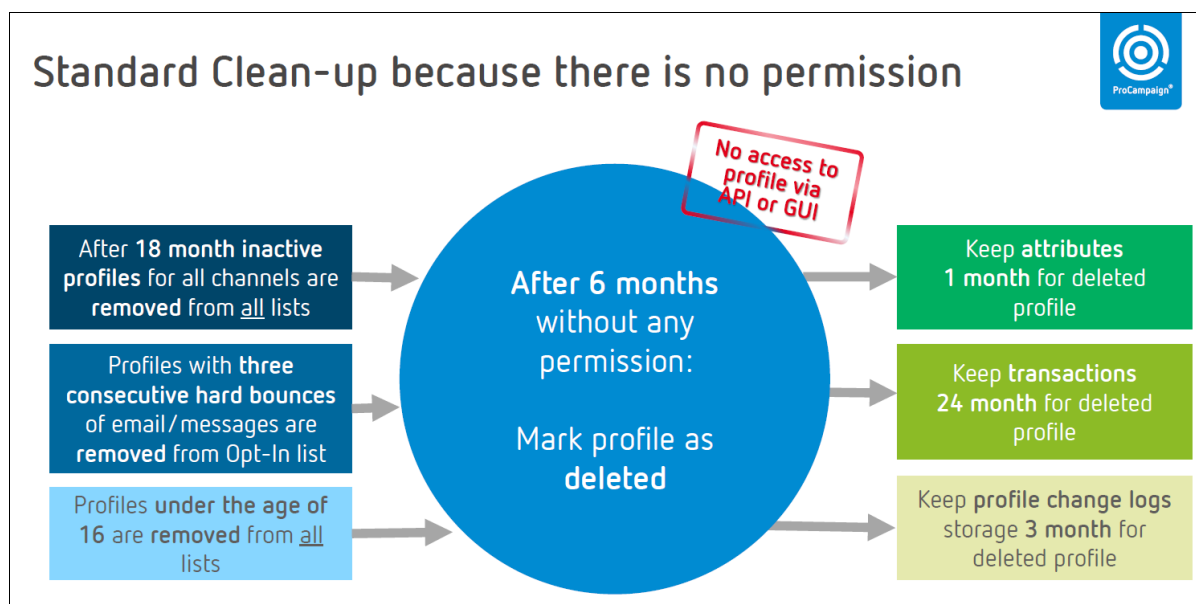 Standard Clean-up because there is no permission
ProCampaign®
No access to
profile via
API or GUI
After 18 month inactive
profiles for all channels are
removed from all lists
Profiles with three
consecutive hard bounces
of email/messages are
removed from Opt-In list
Profiles under the age of
16 are removed from all
lists
After 6 months
without any
permission:
Mark profile as
deleted
Keep attributes
1 month for deleted
profile
Keep transactions
24 month for deleted
profile
Keep profile change logs
storage 3 month for
deleted profile